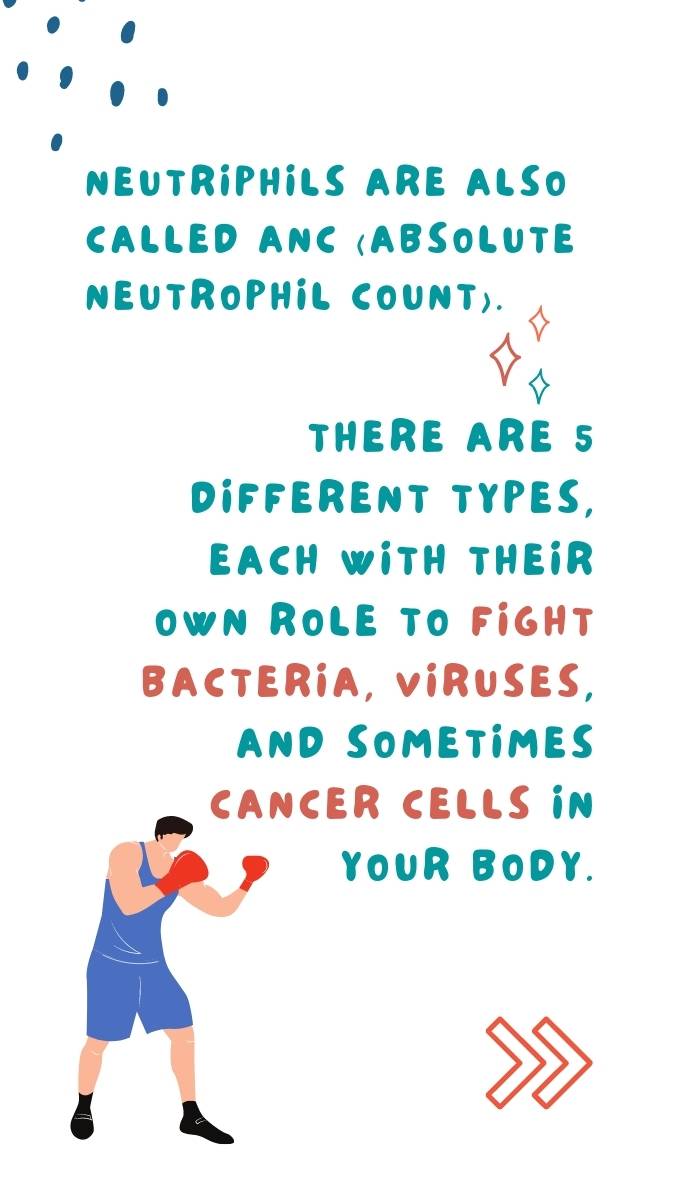 NEUTRiPHiLS ARE ALSO
CALLED ANC (ABSOLUTE
NEUTROPHiL COUNT).
THERE ARE 5
DiFFERENT TYPES,
EACH WiTH THEiR
OWN ROLE TO FiGHT
BACTERiA, ViRUSES,
AND SOMETiMES
CANCER CELLS iN
YOUR BODY.